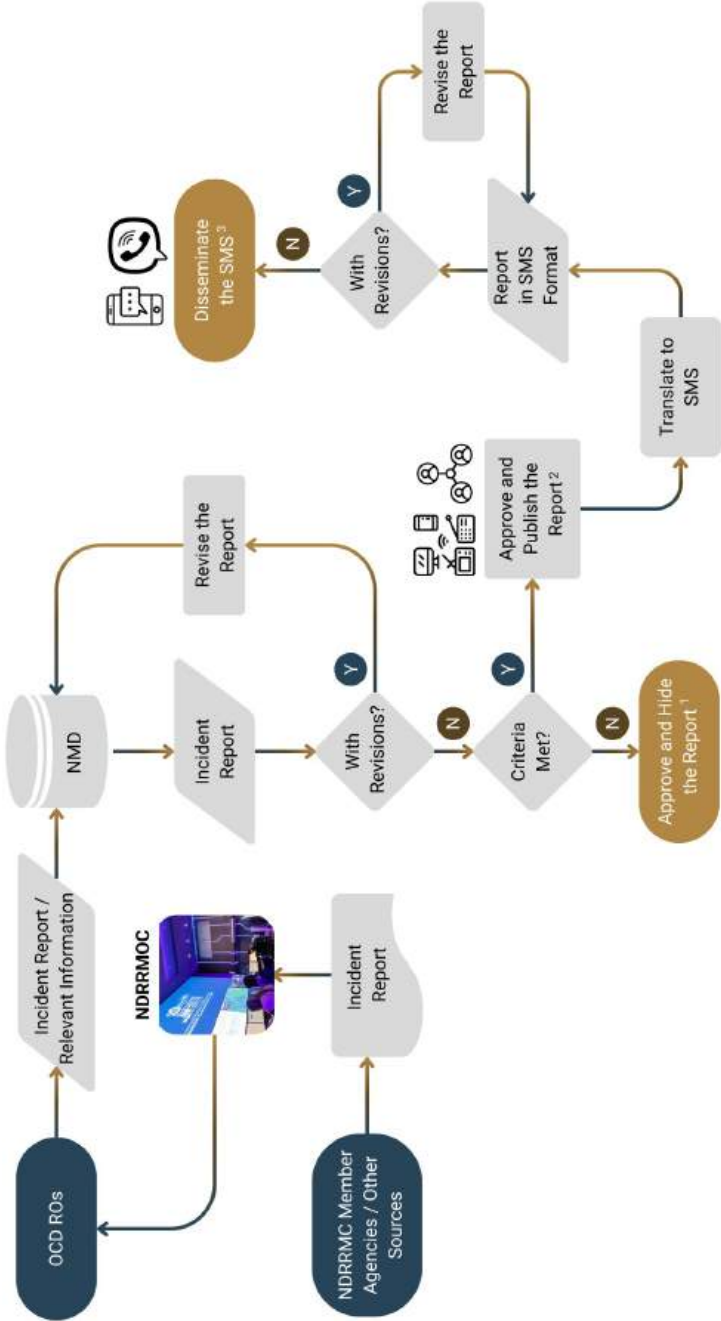 OCD ROs
Incident Report /
Relevant Information
NMD
Revise the
Report
NDRRMOC
Incident
Report
NDRRMC Member
Agencies / Other
Sources
Incident
Report
With
Revisions?
Y
N
Criteria
Met?
Y
N
Approve and Hide
the Report ¹
Approve and
Publish the
Report ²
Translate to
SMS
Report
in SMS
Format
With
Revisions?
Y
N
Revise the
Report
Disseminate
the SMS ³